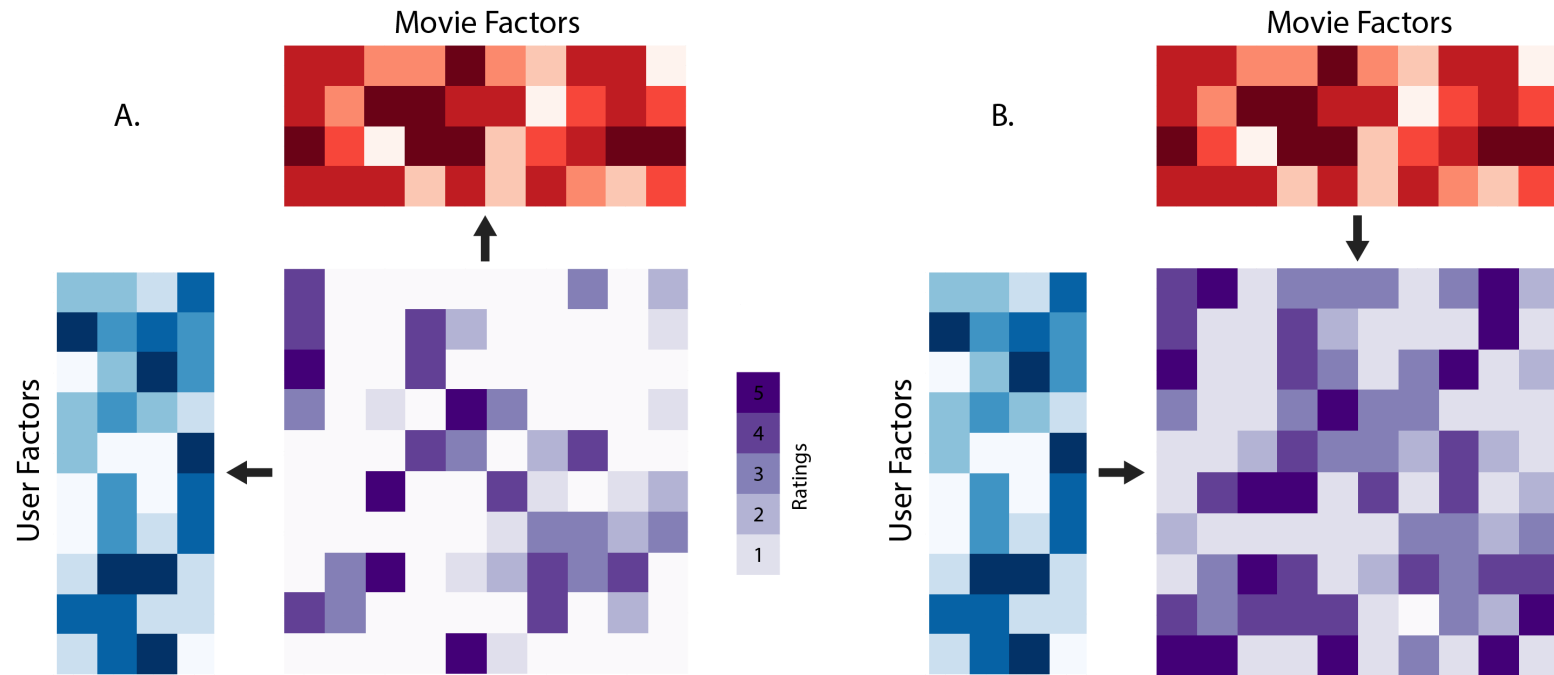 Movie Factors
A.
User Factors
5
4
3
2
1
Ratings
Movie Factors
B.
User Factors